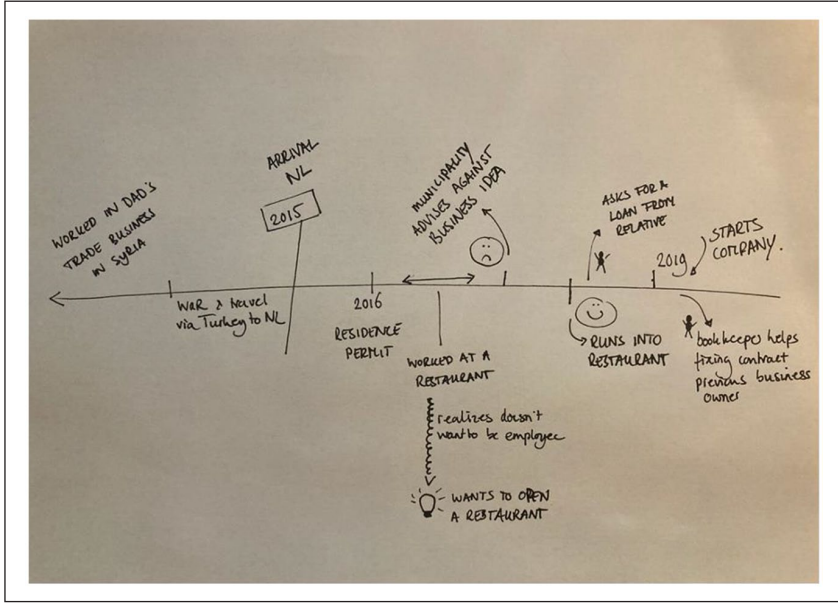 WORKED IN DAD'S
TRADE BUSINESS
IN SYRIA
WAR & travel
via Turkey to NL
ARRIVAL
NL
2015
2016
RESIDENCE
PERMIT
WORKED AT A
RESTAURANT
realizes doesn't
want to be employee
WANTS TO OPEN
A RESTAURANT
MUNICIPALITY
ADVISES AGAINST
BUSINESS IDEA
ASKS FOR A
LOAN FROM
RELATIVE
RUNS INTO
RESTAURANT
2019
STARTS
COMPANY.
bookkeeper helps
fixing contract
previous business
owner